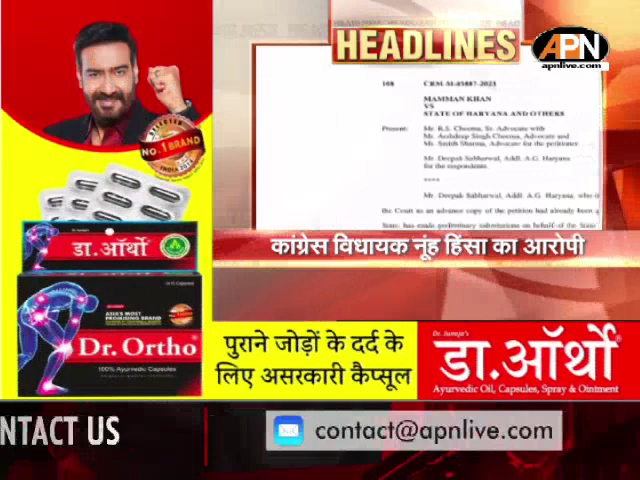 HEADLINES
APN
apnlive.com
108 CRM-M-45887-2023
MAMMAN KHAN
VS
STATE OF HARYANA AND OTHERS
Present: Mr. R.S. Cheema, Sr. Advocate with
Mr. Arshdeep Singh Cheema, Advocate and
Ms. Smith Sharma, Advocate for the petitioner
Mr. Deepak Sabharwal, Addl. A.G. Haryana
for the respondents.
****
Mr. Deepak Sabharwal, Addl. A.G. Haryana, who
the Court as an advance copy of the petition had already been
State, has made preliminary submissions on behalf of the State
कांग्रेस विधायक नूंह हिंसा का आरोपी
NO.1 BRAND
डा.ऑर्थो
ASIA'S MOST
PROMISING BRAND
Dr. Ortho
100% Ayurvedic Capsules
पुराने जोड़ों के दर्द के
लिए असरकारी कैप्सूल
Dr. Juneja's
डा.ऑर्थो®
Ayurvedic Oil, Capsules, Spray & Ointment
NTACT US
contact@apnlive.com